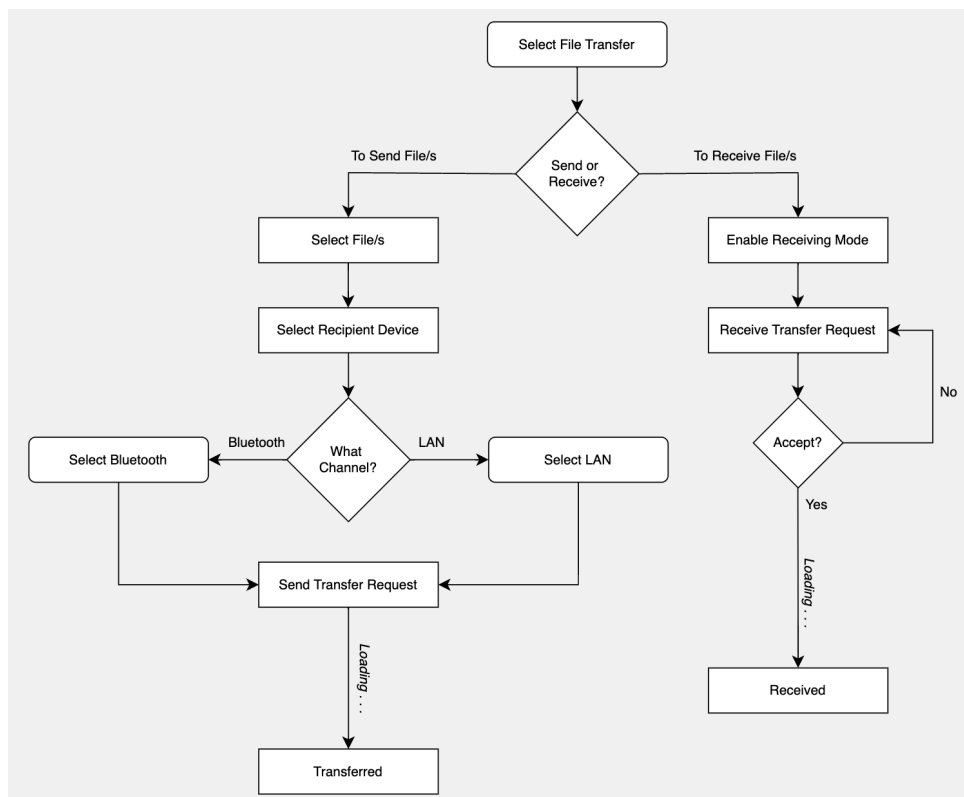 Select File Transfer
To Send File/s
Send or
Receive?
To Receive File/s
Select File/s
Enable Receiving Mode
Select Recipient Device
Receive Transfer Request
No
Bluetooth
What
Channel?
LAN
Accept?
Select Bluetooth
Select LAN
Yes
Send Transfer Request
Loading . . .
Loading . . .
Received
Transferred